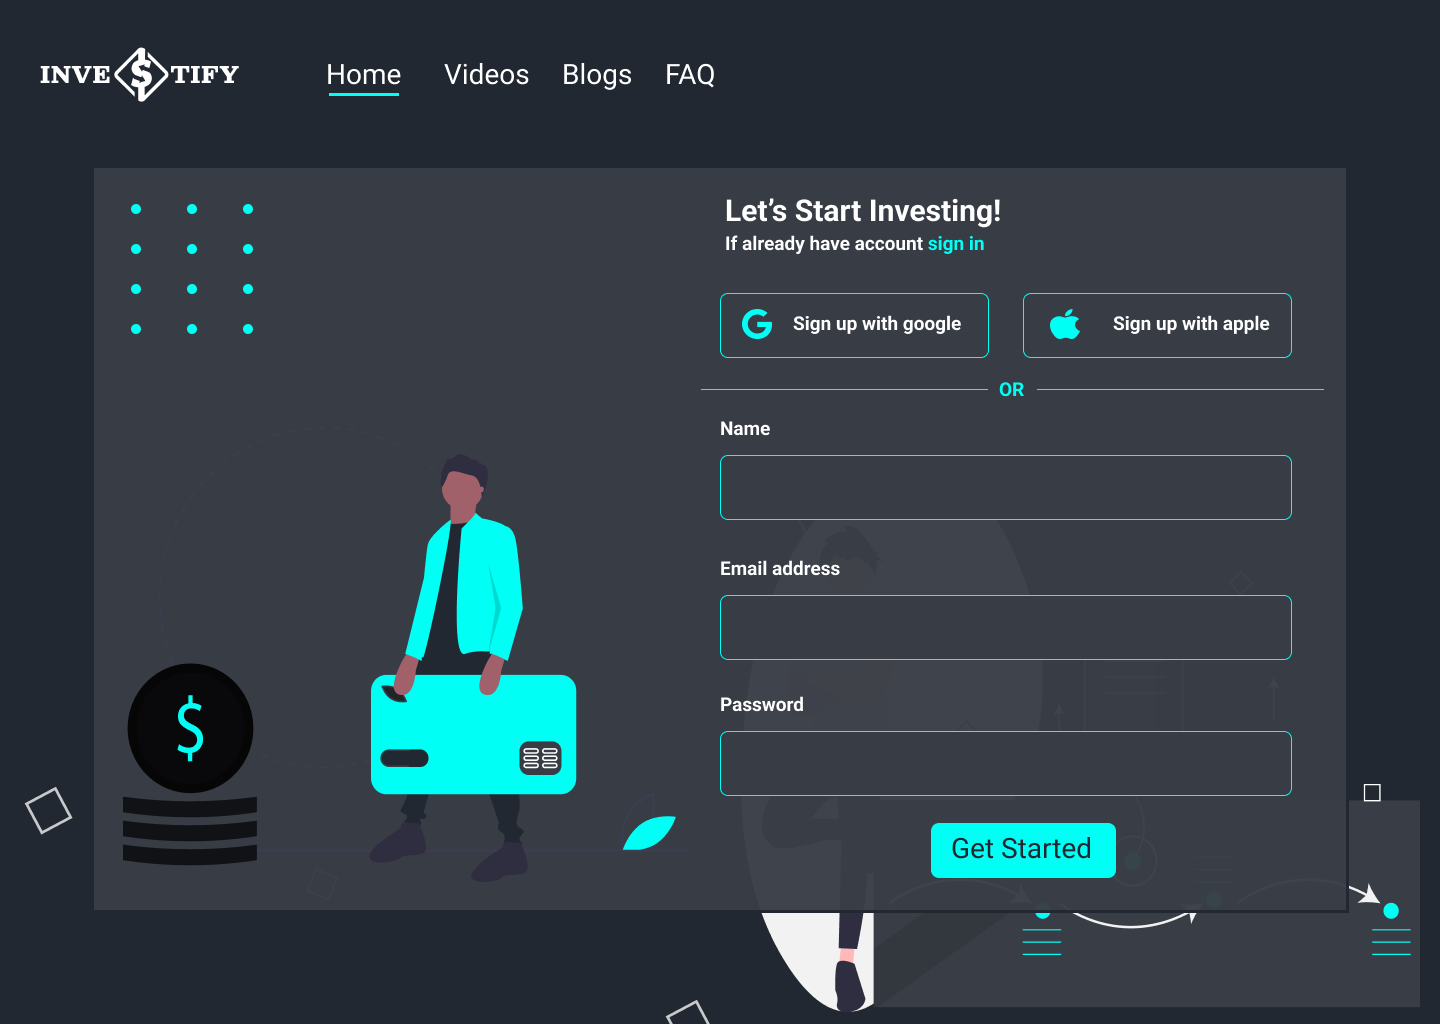 INVE$TIFY
Home Videos Blogs FAQ
Let’s Start Investing!
If already have account sign in
Sign up with google Sign up with apple
OR
Name
Email address
Password
$
Get Started